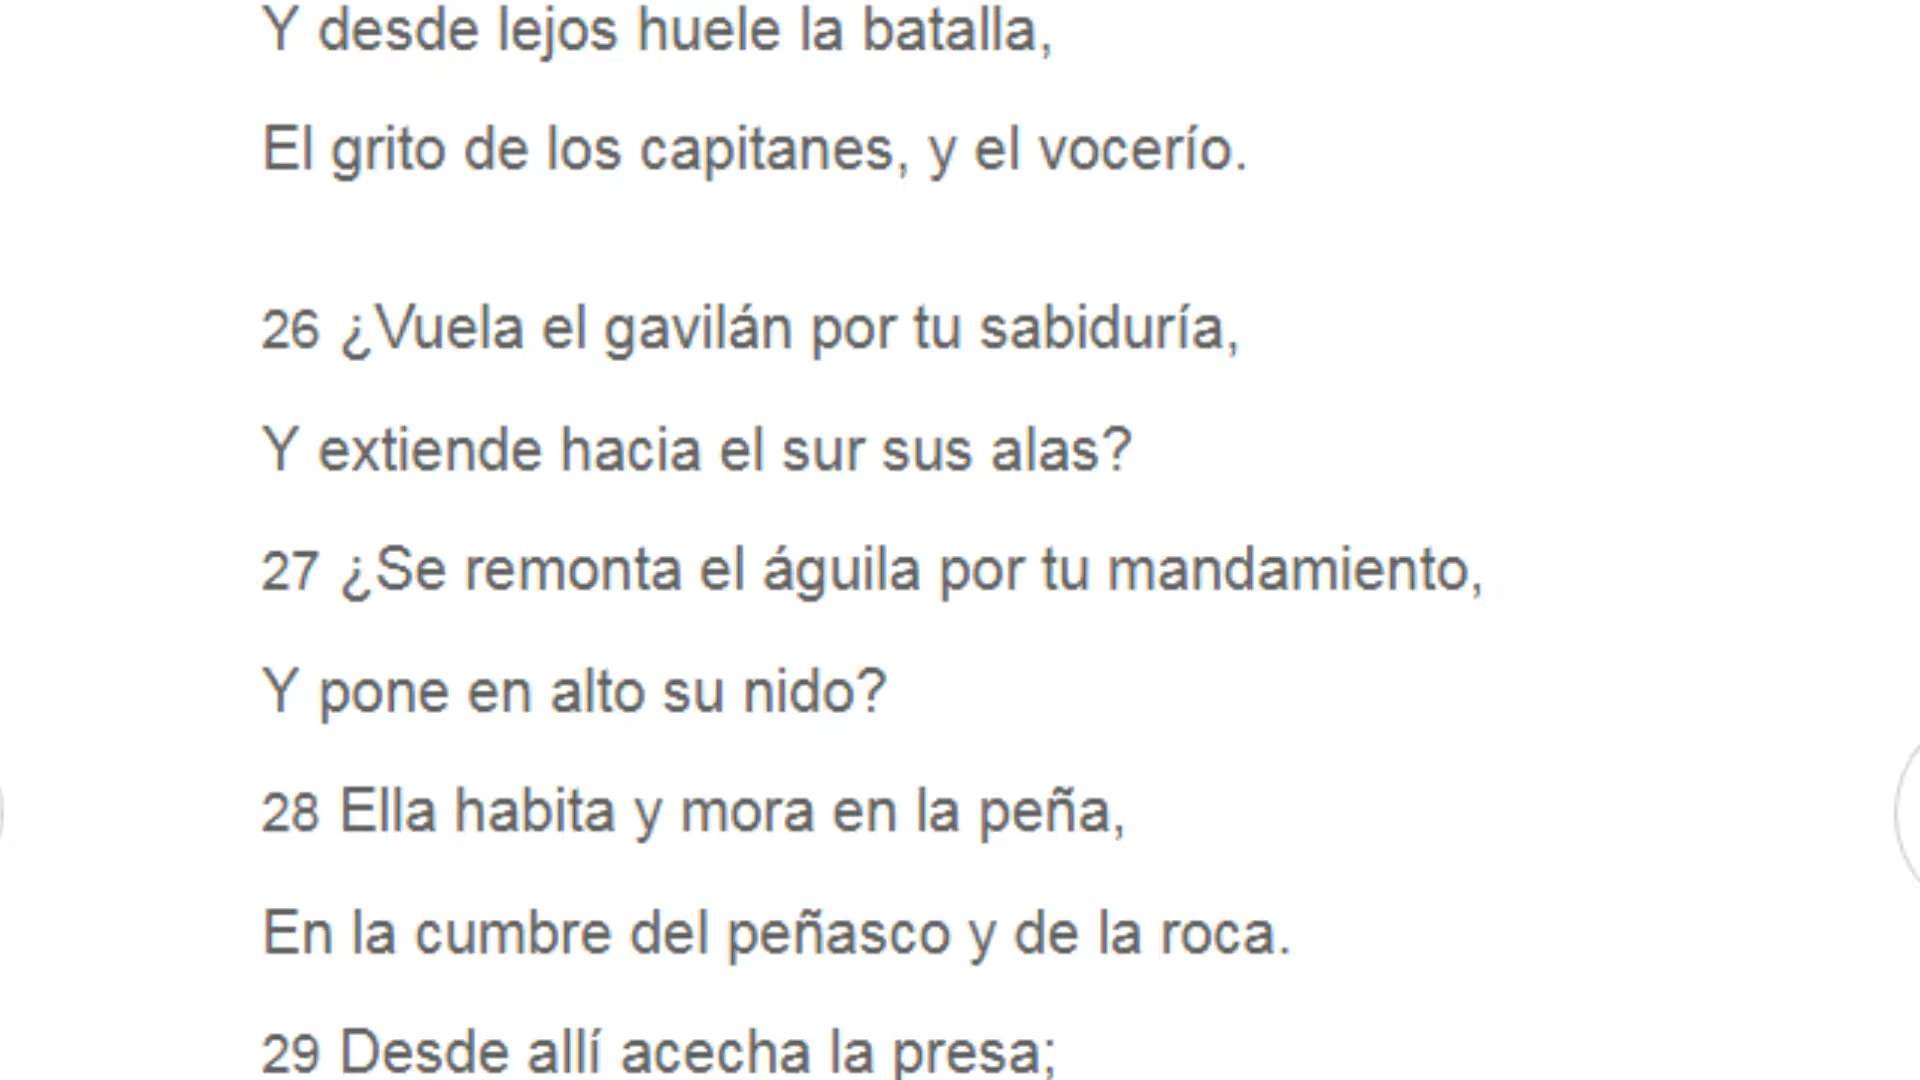 Y desde lejos huele la batalla,
El grito de los capitanes, y el vocerío.
26 ¿Vuela el gavilán por tu sabiduría,
Y extiende hacia el sur sus alas?
27 ¿Se remonta el águila por tu mandamiento,
Y pone en alto su nido?
28 Ella habita y mora en la peña,
En la cumbre del peñasco y de la roca.
29 Desde allí acecha la presa;